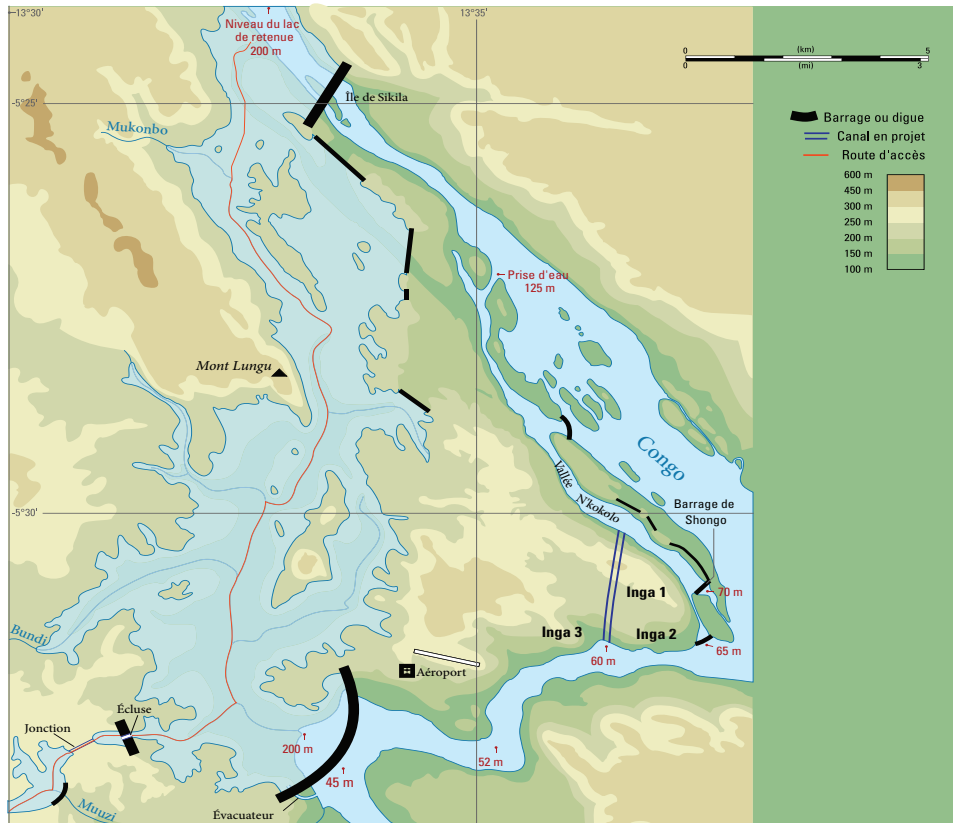 13°30'
13°35'
Niveau du lac
de retenue
200 m
0
(km)
5
0
(mi)
3
-5°25'
Île de Sikila
Mukonbo
Barrage ou digue
Canal en projet
Route d'accès
600 m
450 m
300 m
250 m
200 m
150 m
100 m
Prise d'eau
125 m
Mont Lungu
Congo
Vallée
N'kokolo
Barrage de
Shongo
-5°30'
Inga 1
70 m
Inga 3
Inga 2
65 m
60 m
Bundi
Aéroport
Écluse
Jonction
200 m
52 m
45 m
Muuzi
Évacuateur